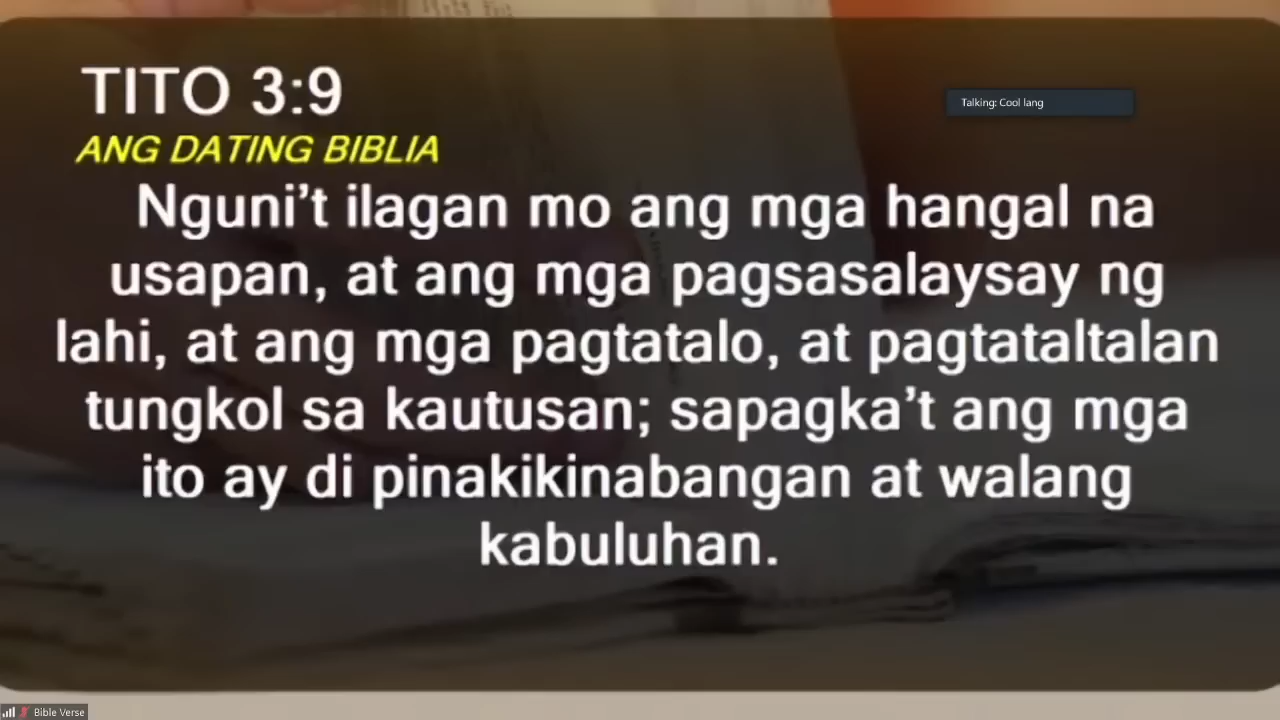 TITO 3:9
Talking: Cool lang
ANG DATING BIBLIA
Nguni't ilagan mo ang mga hangal na
usapan, at ang mga pagsasalaysay ng
lahi, at ang mga pagtatalo, at pagtataltalan
tungkol sa kautusan; sapagka't ang mga
ito ay di pinakikinabangan at walang
kabuluhan.
Bible Verse